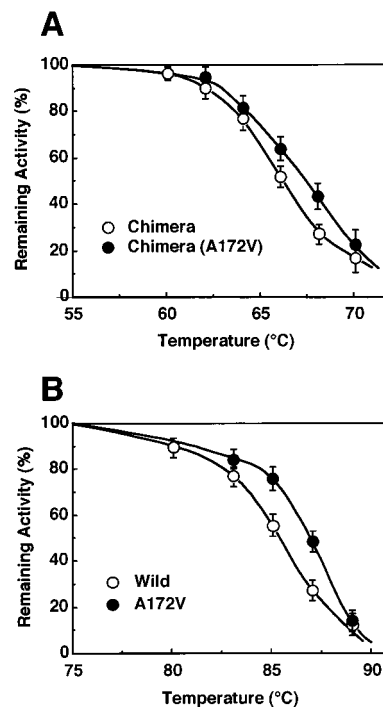 A
Remaining Activity (%)
100
80
60
40
20
0
Chimera
Chimera (A172V)
55
60
65
70
Temperature (°C)
B
Remaining Activity (%)
100
80
60
40
20
0
Wild
A172V
75
80
85
90
Temperature (°C)